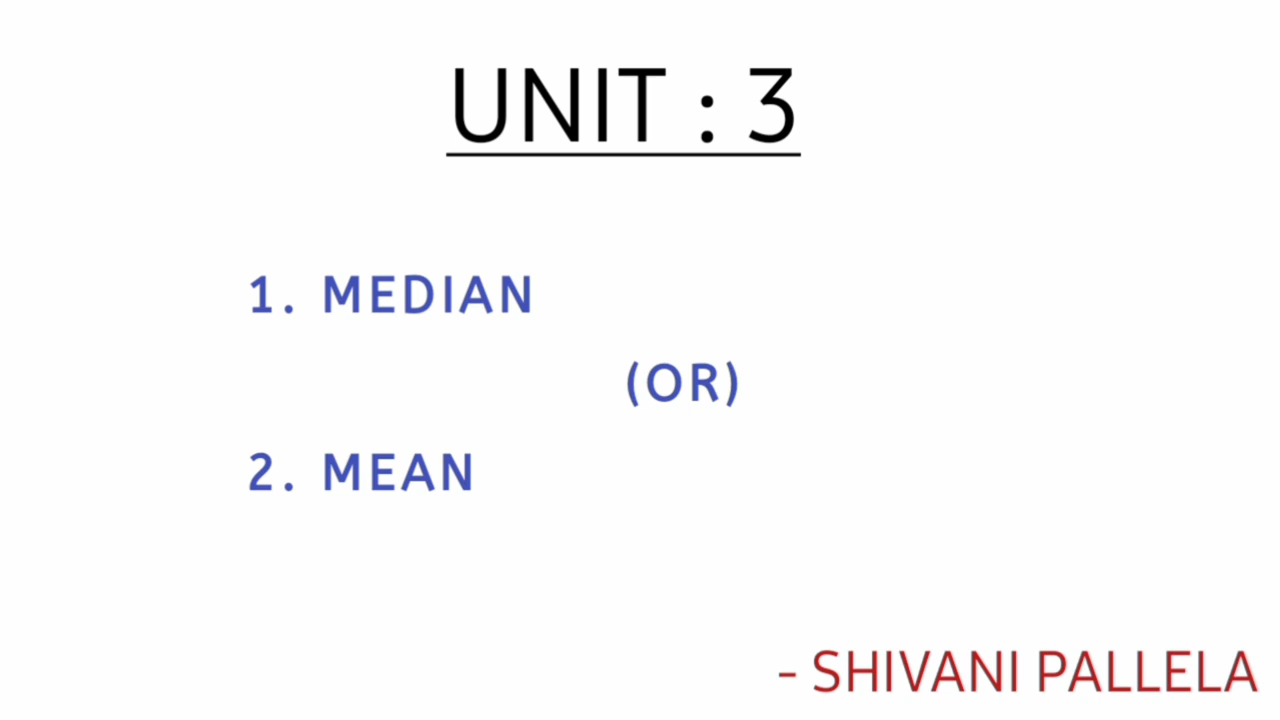 UNIT : 3
1. MEDIAN
(OR)
2. MEAN
- SHIVANI PALLELA